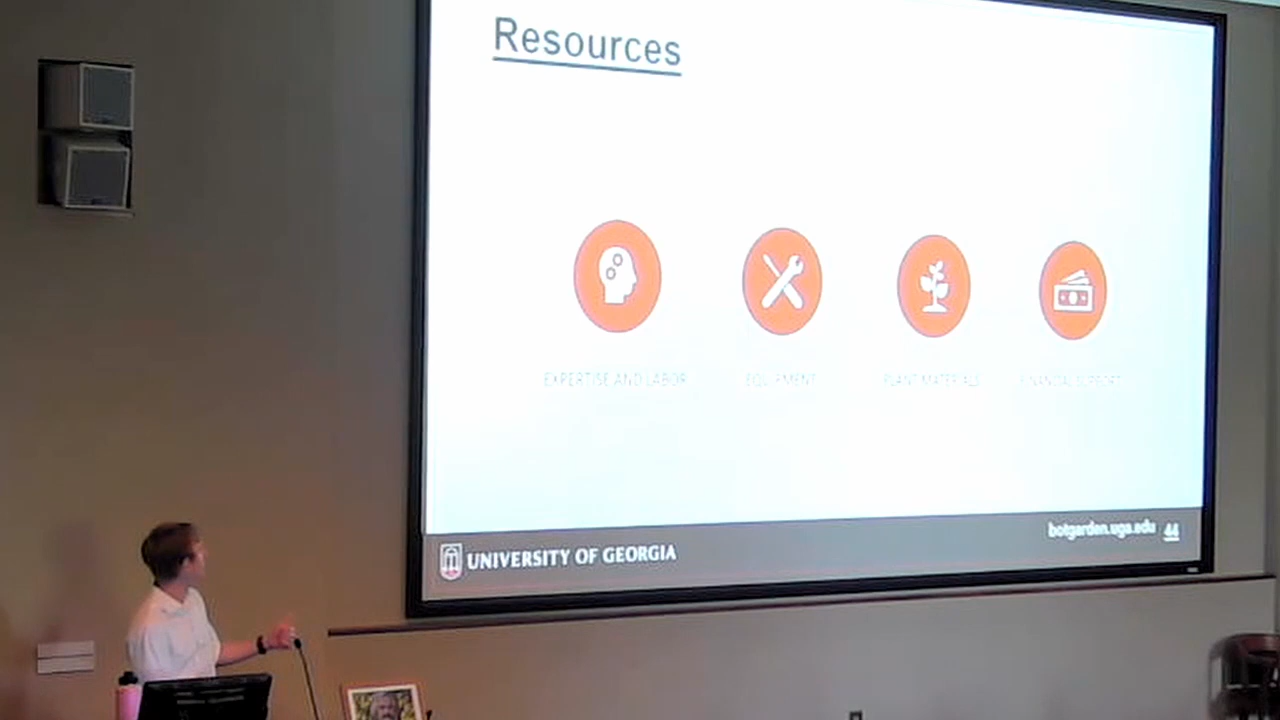 Resources
EXPERTISE AND LABOR
EQUIPMENT
PLANT MATERIALS
FINANCIAL SUPPORT
UNIVERSITY OF GEORGIA
botgarden.uga.edu 44